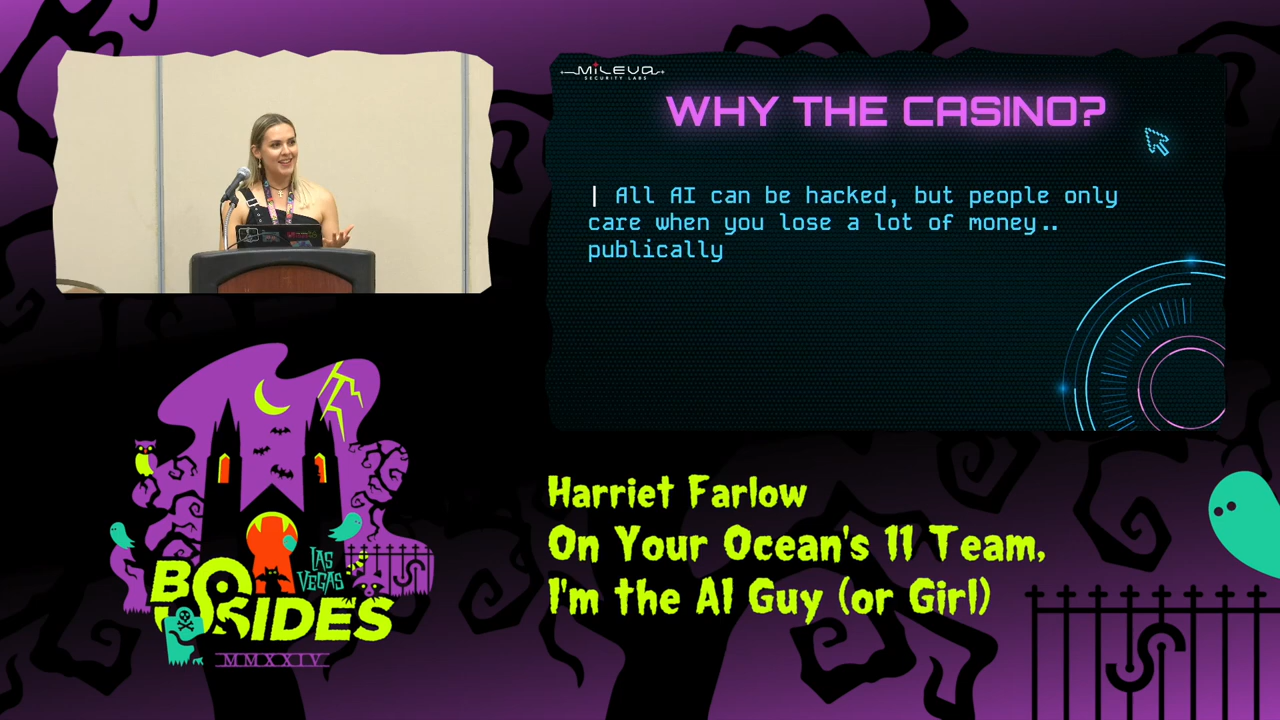 MILEVA
SECURITY LABS
WHY THE CASINO?
All AI can be hacked, but people only
care when you lose a lot of money..
publically
Harriet Farlow
On Your Ocean's 11 Team,
I'm the AI Guy (or Girl)
LAS
VEGAS
BSIDES
MMXXIV